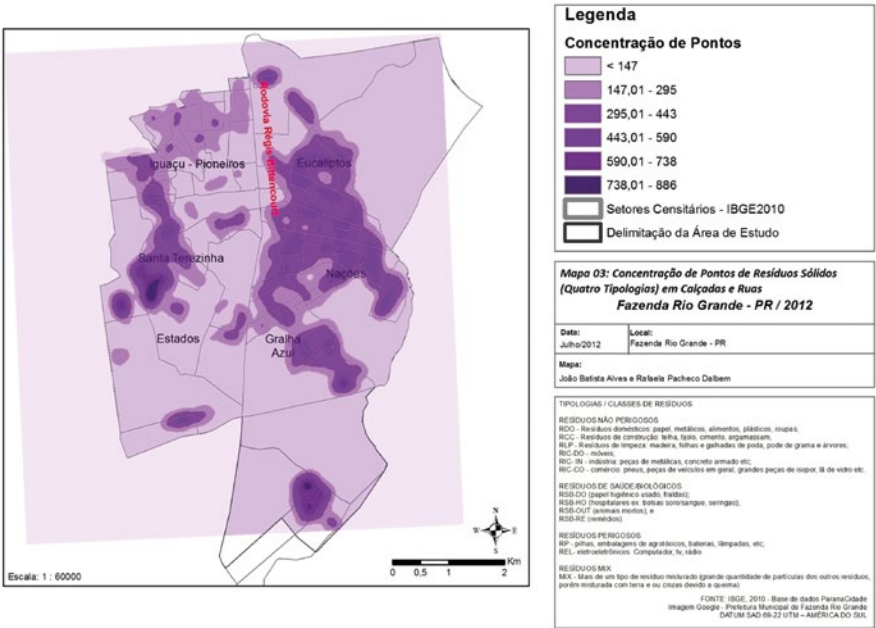 Rodovia Régis Bittencourt
Iguaçu - Pioneiros
Eucaliptos
Santa Terezinha
Nações
Estados
Gralha
Azul
Escala: 1 : 60000
N
W
E
S
Km
0 0,5 1 2
Legenda
Concentração de Pontos
< 147
147,01 - 295
295,01 - 443
443,01 - 590
590,01 - 738
738,01 - 886
Setores Censitários - IBGE2010
Delimitação da Área de Estudo
Mapa 03: Concentração de Pontos de Resíduos Sólidos
(Quatro Tipologias) em Calçadas e Ruas
Fazenda Rio Grande - PR / 2012
Data:
Julho/2012
Local:
Fazenda Rio Grande - PR
Mapa:
João Batista Alves e Rafaela Pacheco Dalbem
TIPOLOGIAS / CLASSES DE RESÍDUOS
RESÍDUOS NÃO PERIGOSOS
RDO - Resíduos domésticos: papel, metálicos, alimentos, plásticos, roupas;
RCC - Resíduos de construção: telha, tijolo, cimento, argamassam;
RLP - Resíduos de limpeza: madeira, folhas e galhadas de poda, pode de grama e árvores;
RIC-DO - móveis;
RIC- IN - indústria: peças de metálicas, concreto armado etc;
RIC-CO - comércio: pneus, peças de veículos em geral, grandes peças de isopor, lã de vidro etc.
RESÍDUOS DE SAÚDE/BIOLÓGICOS
RSB-DO (papel higiênico usado, fraldas);
RSB-HO (hospitalares ex: bolsas soro/sangue, seringas);
RSB-OUT (animais mortos); e
RSB-RE (remédios)
RESÍDUOS PERIGOSOS
RP - pilhas, embalagens de agrotóxicos, baterias, lâmpadas, etc;
REL- eletroeletrônicos: Computador, tv, rádio
RESÍDUOS MIX
MIX - Mais de um tipo de resíduo misturado (grande quantidade de partículas dos outros resíduos,
porém misturada com terra e ou cinzas devido a queima)
FONTE: IBGE, 2010 - Base de dados ParanaCidade
Imagem Google - Prefeitura Municipal de Fazenda Rio Grande
DATUM SAD 69-22 UTM – AMÉRICA DO SUL